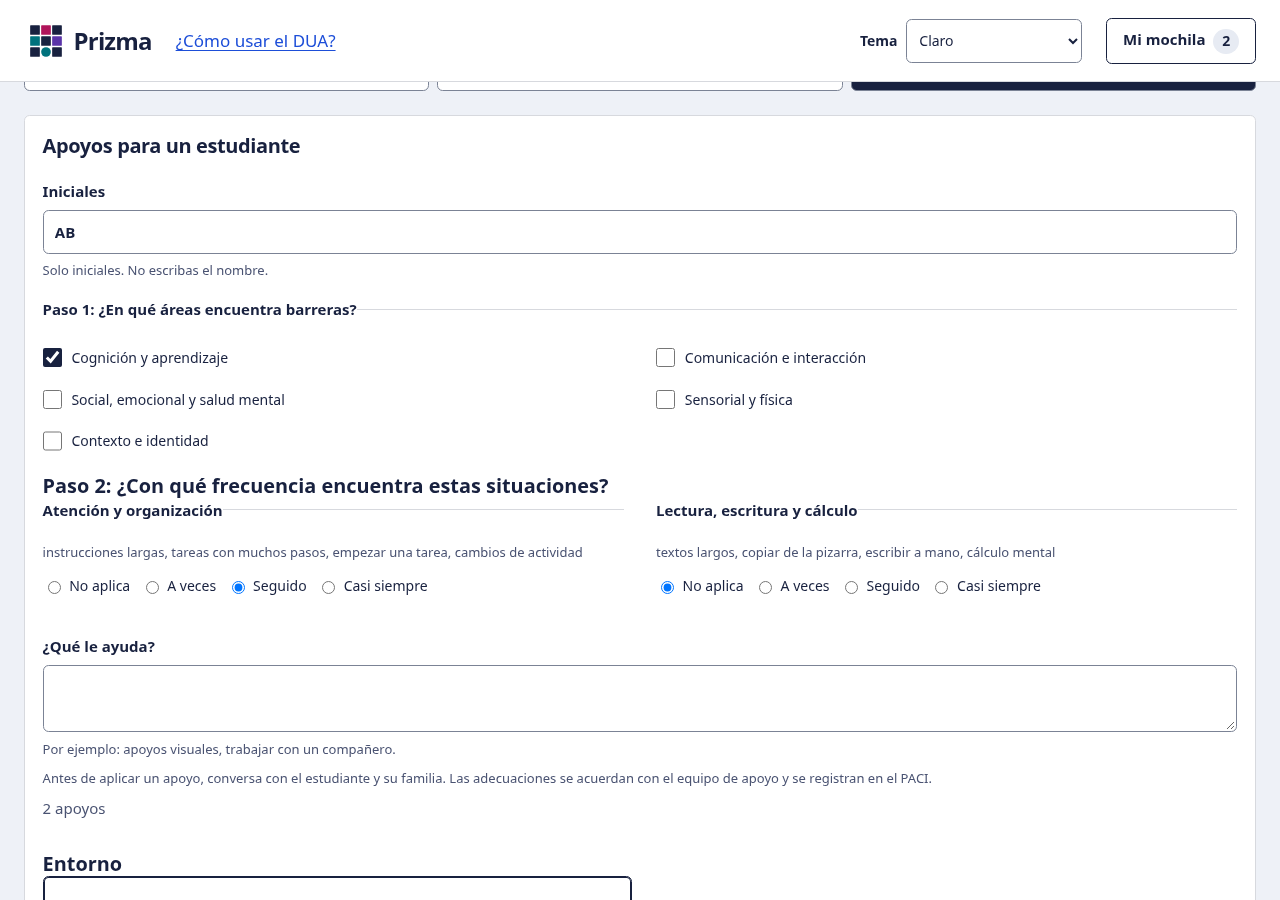 Prizma
¿Cómo usar el DUA?
Tema
Claro
Mi mochila 2
Apoyos para un estudiante
Iniciales
AB
Solo iniciales. No escribas el nombre.
Paso 1: ¿En qué áreas encuentra barreras?
Cognición y aprendizaje
Comunicación e interacción
Social, emocional y salud mental
Sensorial y física
Contexto e identidad
Paso 2: ¿Con qué frecuencia encuentra estas situaciones?
Atención y organización
instrucciones largas, tareas con muchos pasos, empezar una tarea, cambios de actividad
No aplica A veces Seguido Casi siempre
Lectura, escritura y cálculo
textos largos, copiar de la pizarra, escribir a mano, cálculo mental
No aplica A veces Seguido Casi siempre
¿Qué le ayuda?
Por ejemplo: apoyos visuales, trabajar con un compañero.
Antes de aplicar un apoyo, conversa con el estudiante y su familia. Las adecuaciones se acuerdan con el equipo de apoyo y se registran en el PACI.
2 apoyos
Entorno